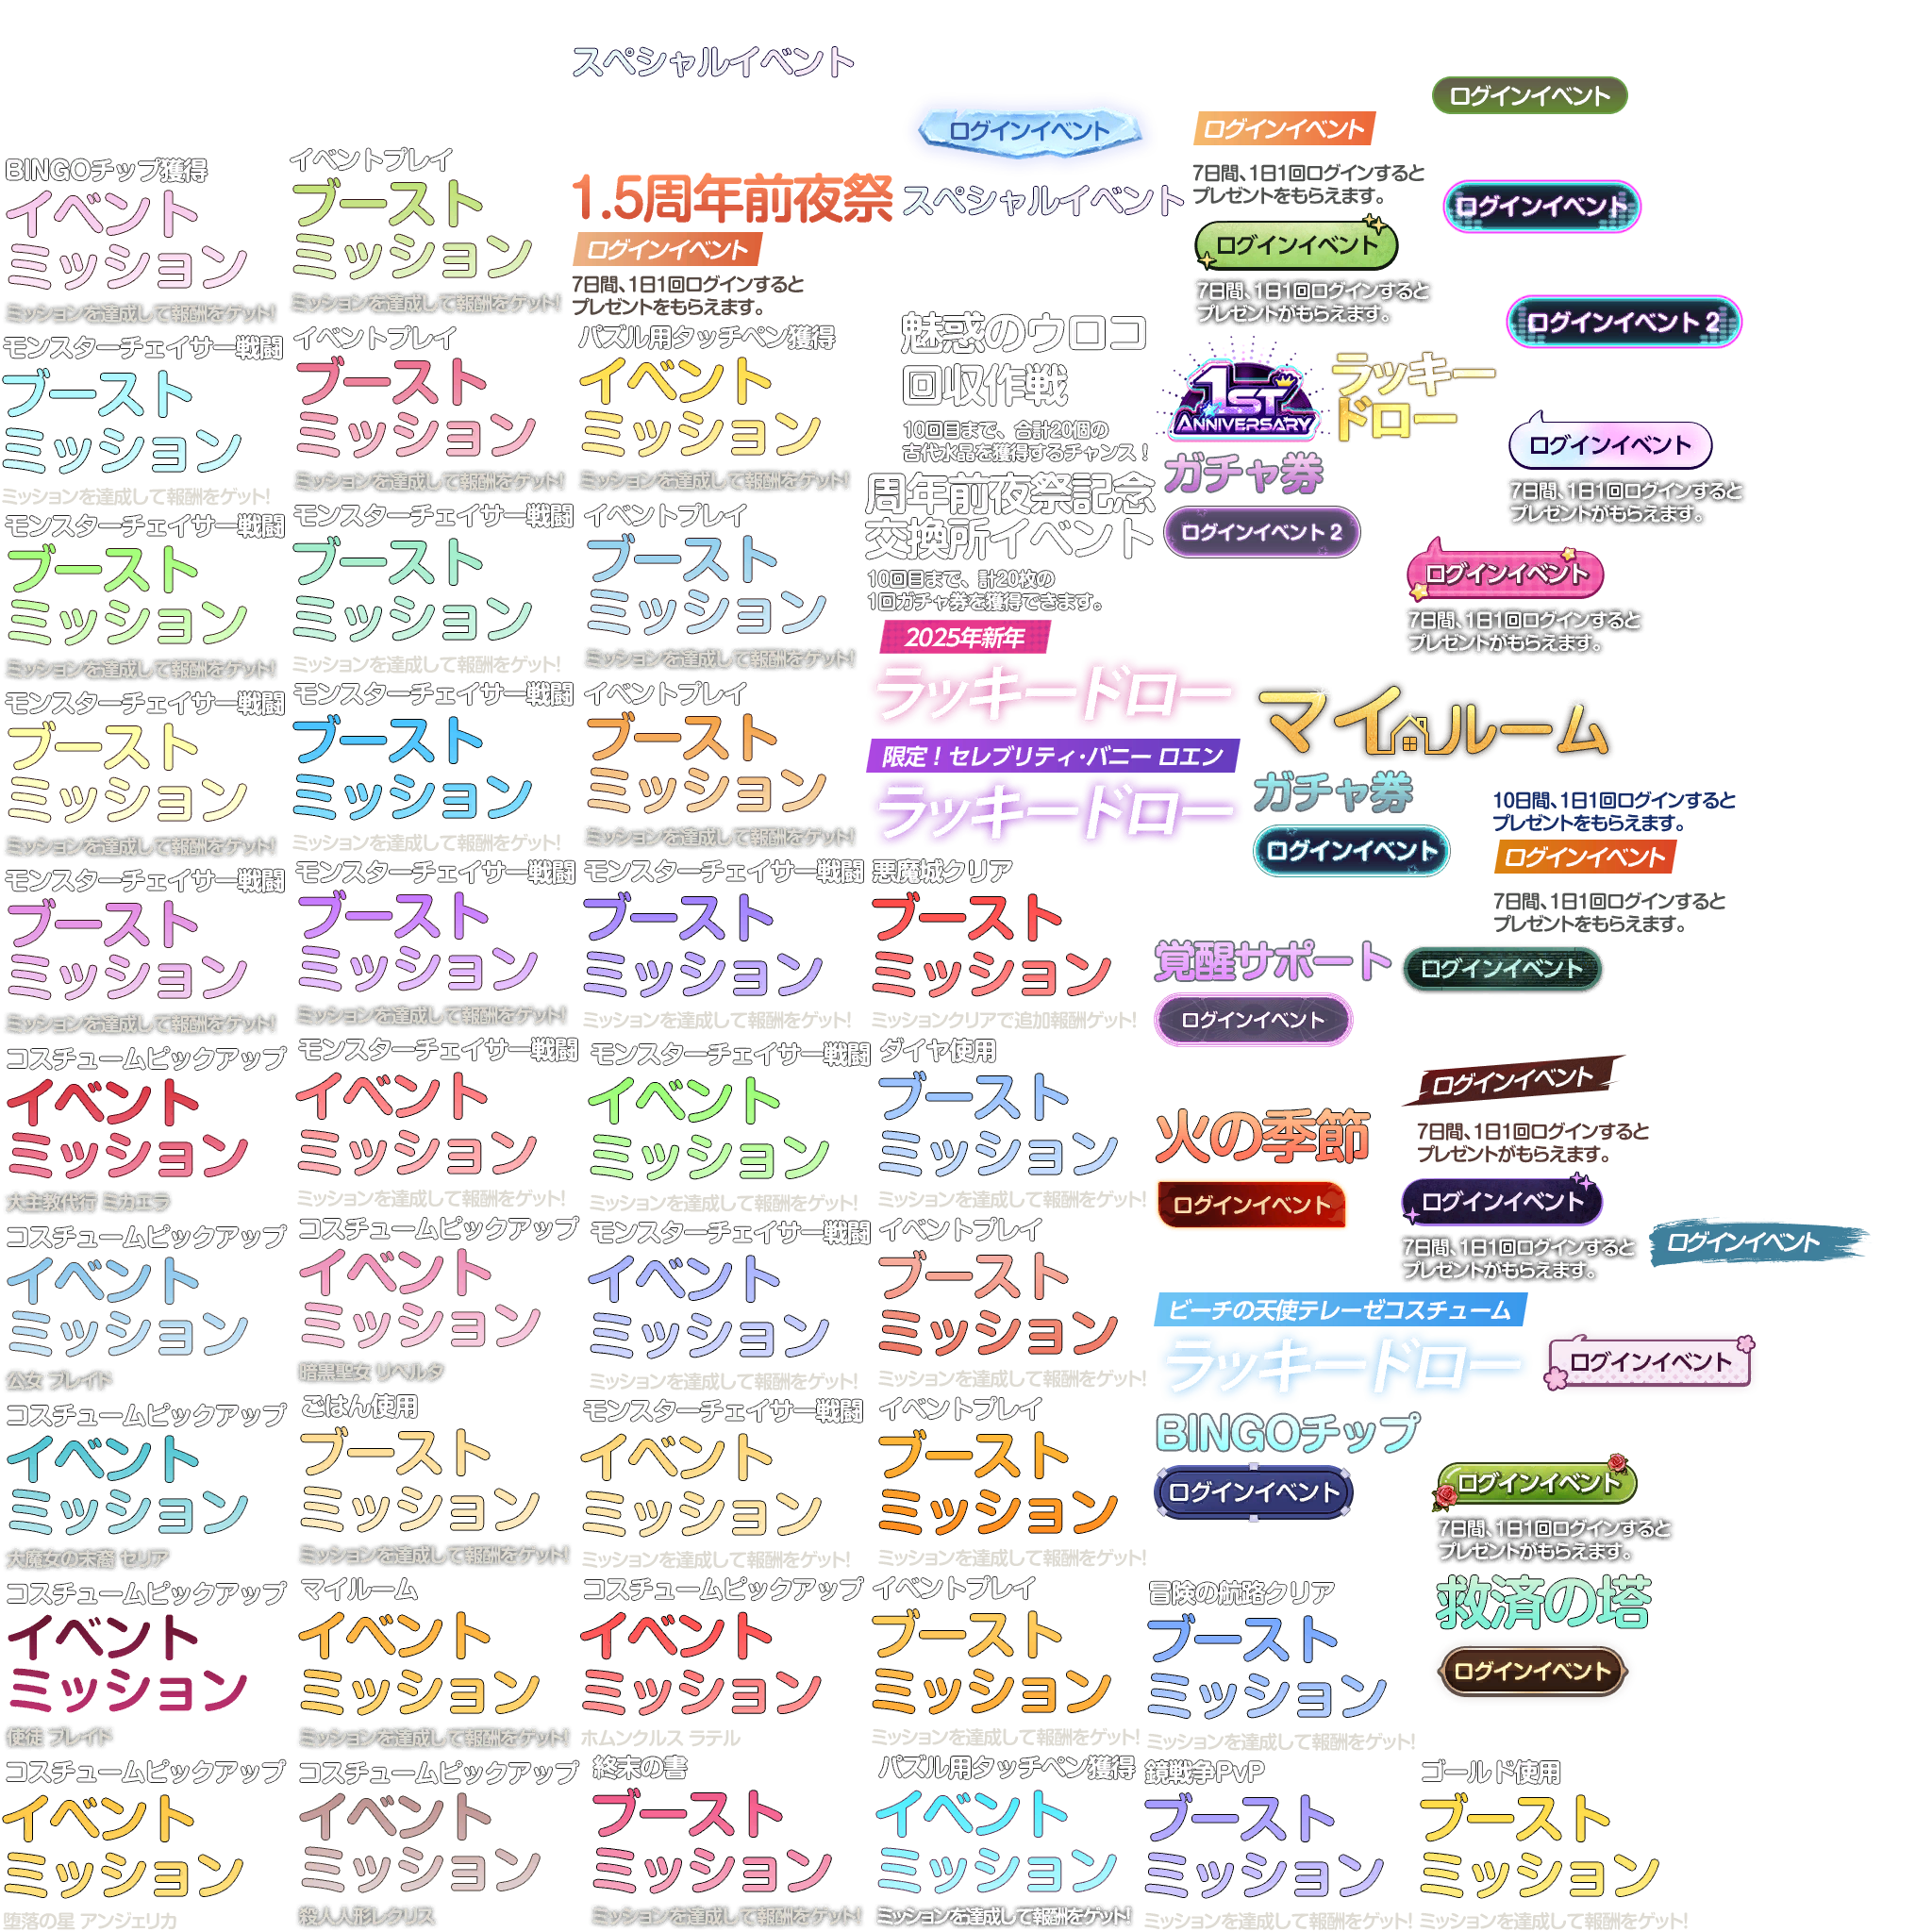 BINGOチップ獲得
イベント
ミッション
ミッションを達成して報酬をゲット!
モンスターチェイサー戦闘
ブースト
ミッション
ミッションを達成して報酬をゲット!
モンスターチェイサー戦闘
ブースト
ミッション
ミッションを達成して報酬をゲット!
モンスターチェイサー戦闘
ブースト
ミッション
ミッションを達成して報酬をゲット!
モンスターチェイサー戦闘
ブースト
ミッション
ミッションを達成して報酬をゲット!
コスチュームピックアップ
イベント
ミッション
大主教代行 ミカエラ
コスチュームピックアップ
イベント
ミッション
公女 ブレイド
コスチュームピックアップ
イベント
ミッション
大魔女の末裔 セリア
コスチュームピックアップ
イベント
ミッション
使徒 ブレイド
コスチュームピックアップ
イベント
ミッション
堕落の星 アンジェリカ
イベントプレイ
ブースト
ミッション
ミッションを達成して報酬をゲット!
イベントプレイ
ブースト
ミッション
ミッションを達成して報酬をゲット!
モンスターチェイサー戦闘
ブースト
ミッション
ミッションを達成して報酬をゲット!
モンスターチェイサー戦闘
ブースト
ミッション
ミッションを達成して報酬をゲット!
モンスターチェイサー戦闘
ブースト
ミッション
ミッションを達成して報酬をゲット!
モンスターチェイサー戦闘
イベント
ミッション
ミッションを達成して報酬をゲット!
コスチュームピックアップ
イベント
ミッション
暗黒聖女 リベルタ
ごはん使用
ブースト
ミッション
ミッションを達成して報酬をゲット!
マイルーム
イベント
ミッション
ミッションを達成して報酬をゲット!
コスチュームピックアップ
イベント
ミッション
殺人人形レクリス
スペシャルイベント
1.5周年前夜祭
ログインイベント
7日間、1日1回ログインすると
プレゼントをもらえます。
パズル用タッチペン獲得
イベント
ミッション
ミッションを達成して報酬をゲット!
イベントプレイ
ブースト
ミッション
ミッションを達成して報酬をゲット!
イベントプレイ
ブースト
ミッション
ミッションを達成して報酬をゲット!
モンスターチェイサー戦闘
ブースト
ミッション
ミッションを達成して報酬をゲット!
モンスターチェイサー戦闘
イベント
ミッション
ミッションを達成して報酬をゲット!
モンスターチェイサー戦闘
イベント
ミッション
ミッションを達成して報酬をゲット!
モンスターチェイサー戦闘
イベント
ミッション
ミッションを達成して報酬をゲット!
コスチュームピックアップ
イベント
ミッション
ホムンクルス ラテル
終末の書
ブースト
ミッション
ミッションを達成して報酬をゲット!
ログインイベント
スペシャルイベント
魅惑のウロコ
回収作戦
10回目まで、合計20個の
古代水晶を獲得するチャンス!
周年前夜祭記念
交換所イベント
10回目まで、計20枚の
1回ガチャ券を獲得できます。
2025年新年
ラッキードロー
限定!セレブリティ・バニー ロエン
ラッキードロー
悪魔城クリア
ブースト
ミッション
ミッションクリアで追加報酬ゲット!
ダイヤ使用
ブースト
ミッション
ミッションを達成して報酬をゲット!
イベントプレイ
ブースト
ミッション
ミッションを達成して報酬をゲット!
イベントプレイ
ブースト
ミッション
ミッションを達成して報酬をゲット!
イベントプレイ
ブースト
ミッション
ミッションを達成して報酬をゲット!
パズル用タッチペン獲得
イベント
ミッション
ミッションを達成して報酬をゲット!
ログインイベント
7日間、1日1回ログインすると
プレゼントをもらえます。
ログインイベント
7日間、1日1回ログインすると
プレゼントがもらえます。
1ST
ANNIVERSARY
ラッキー
ドロー
ガチャ券
ログインイベント 2
マイルーム
ガチャ券
ログインイベント
覚醒サポート
ログインイベント
火の季節
ログインイベント
ビーチの天使テレーゼコスチューム
ラッキードロー
BINGOチップ
ログインイベント
冒険の航路クリア
ブースト
ミッション
ミッションを達成して報酬をゲット!
鏡戦争PvP
ブースト
ミッション
ミッションを達成して報酬をゲット!
ログインイベント
ログインイベント
ログインイベント 2
ログインイベント
7日間、1日1回ログインすると
プレゼントがもらえます。
ログインイベント
7日間、1日1回ログインすると
プレゼントがもらえます。
10日間、1日1回ログインすると
プレゼントをもらえます。
ログインイベント
7日間、1日1回ログインすると
プレゼントをもらえます。
ログインイベント
ログインイベント
7日間、1日1回ログインすると
プレゼントがもらえます。
ログインイベント
7日間、1日1回ログインすると
プレゼントがもらえます。
ログインイベント
ログインイベント
ログインイベント
7日間、1日1回ログインすると
プレゼントがもらえます。
救済の塔
ログインイベント
ゴールド使用
ブースト
ミッション
ミッションを達成して報酬をゲット!